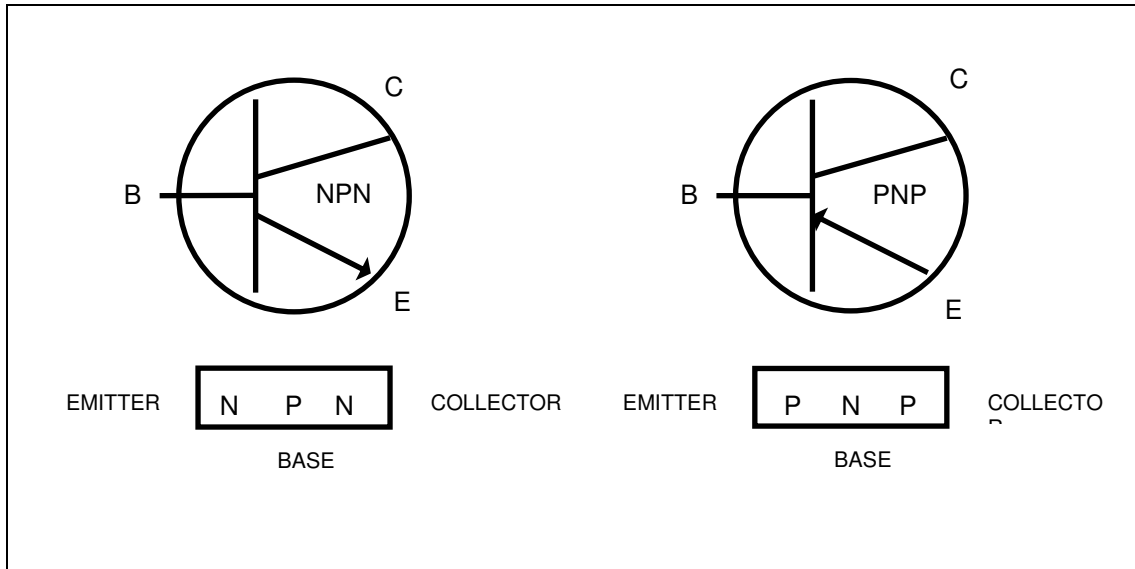 C
B
NPN
E
C
B
PNP
E
EMITTER
N P N
COLLECTOR
BASE
EMITTER
P N P
COLLECTO
BASE